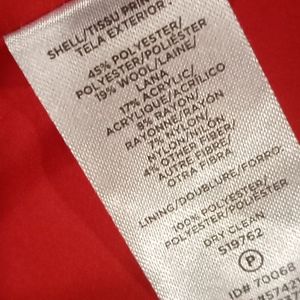 SHELL/TISSU PRIN
TELA EXTERIOR:
45% POLYESTER/
POLYESTER/POLIÉSTER
19% WOOL/LAINE/
LANA
17% ACRYLIC/
ACRYLIQUE/ACRÍLICO
8% RAYON/
RAYONNE/RAYÓN
7% NYLON/
NYLON/NILÓN
4% OTHER FIBER/
AUTRE FIBRE/
OTRA FIBRA
LINING/DOUBLURE/FORRO:
100% POLYESTER/
POLYESTER/POLIÉSTER
DRY CLEAN
519762
P
ID# 70068
57421